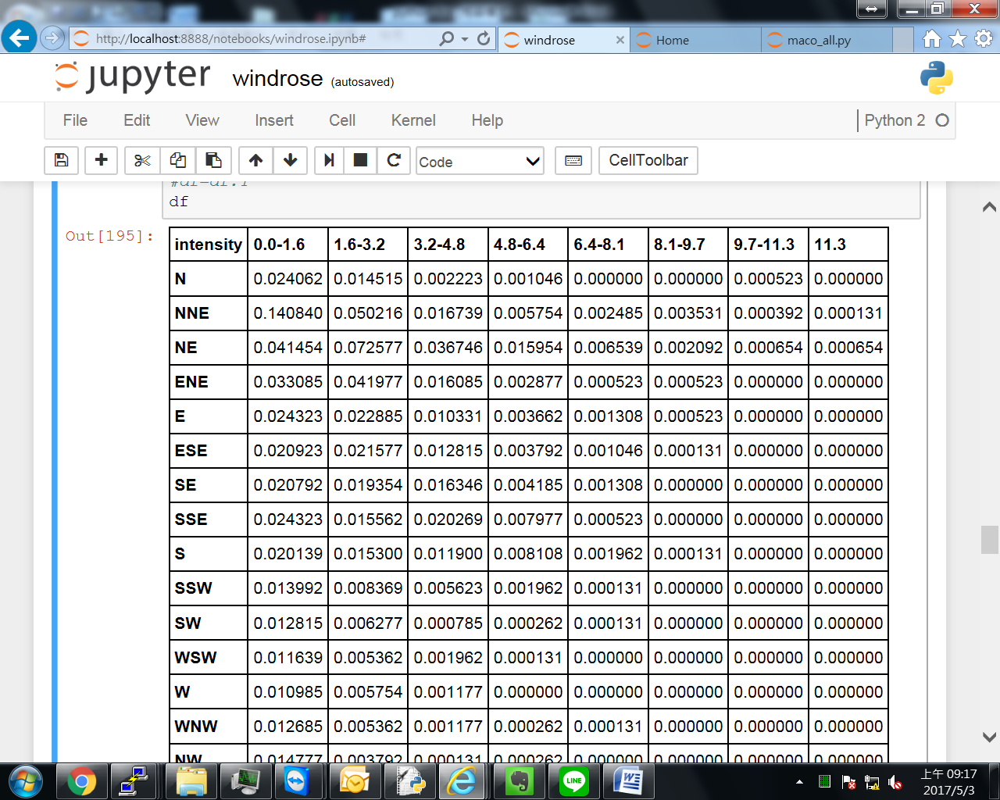 http://localhost:8888/notebooks/windrose.ipynb#
windrose
Home
maco_all.py
jupyter windrose (autosaved)
File Edit View Insert Cell Kernel Help Python 2
Code CellToolbar
#df=df.T
df
Out[195]:
intensity 0.0-1.6 1.6-3.2 3.2-4.8 4.8-6.4 6.4-8.1 8.1-9.7 9.7-11.3 11.3
N 0.024062 0.014515 0.002223 0.001046 0.000000 0.000000 0.000523 0.000000
NNE 0.140840 0.050216 0.016739 0.005754 0.002485 0.003531 0.000392 0.000131
NE 0.041454 0.072577 0.036746 0.015954 0.006539 0.002092 0.000654 0.000654
ENE 0.033085 0.041977 0.016085 0.002877 0.000523 0.000523 0.000000 0.000000
E 0.024323 0.022885 0.010331 0.003662 0.001308 0.000523 0.000000 0.000000
ESE 0.020923 0.021577 0.012815 0.003792 0.001046 0.000131 0.000000 0.000000
SE 0.020792 0.019354 0.016346 0.004185 0.001308 0.000000 0.000000 0.000000
SSE 0.024323 0.015562 0.020269 0.007977 0.000523 0.000000 0.000000 0.000000
S 0.020139 0.015300 0.011900 0.008108 0.001962 0.000131 0.000000 0.000000
SSW 0.013992 0.008369 0.005623 0.001962 0.000131 0.000000 0.000000 0.000000
SW 0.012815 0.006277 0.000785 0.000262 0.000131 0.000000 0.000000 0.000000
WSW 0.011639 0.005362 0.001962 0.000131 0.000000 0.000000 0.000000 0.000000
W 0.010985 0.005754 0.001177 0.000000 0.000000 0.000000 0.000000 0.000000
WNW 0.012685 0.005362 0.001177 0.000262 0.000131 0.000000 0.000000 0.000000
NW 0.014777 0.003792 0.000131 0.000262 0.000000 0.000000 0.000000 0.000000
LINE
上午 09:17
2017/5/3